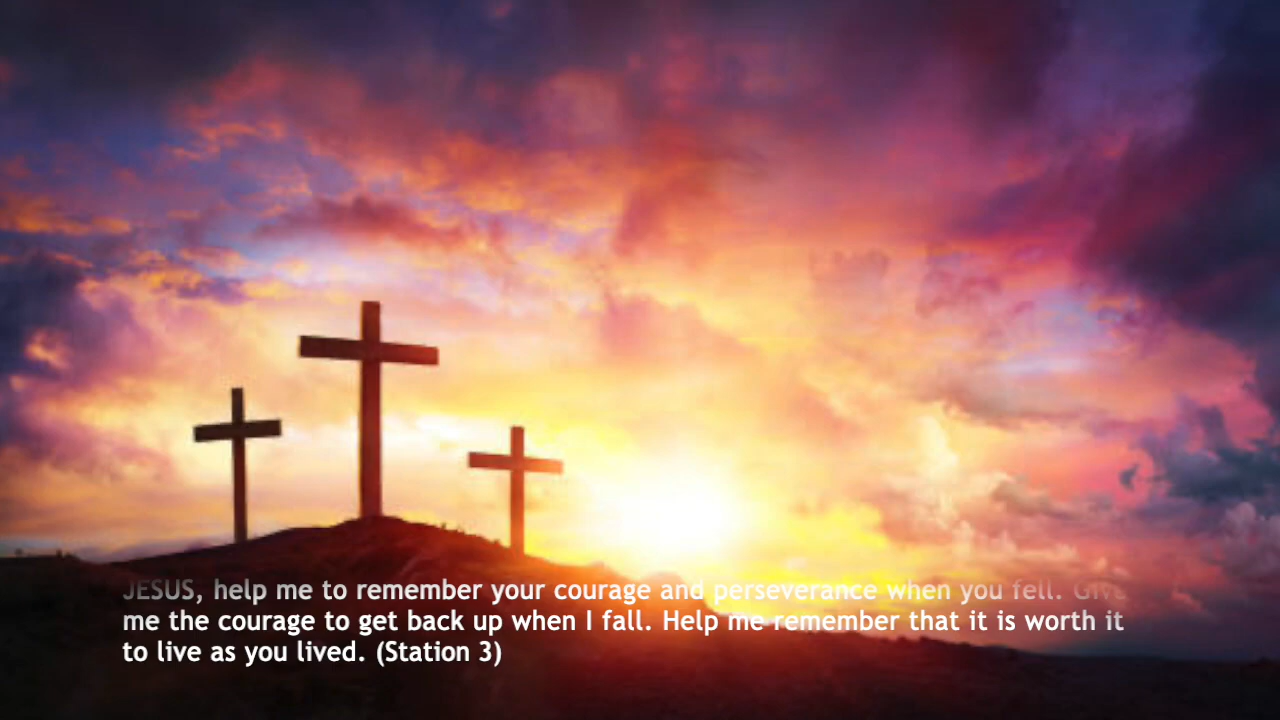 JESUS, help me to remember your courage and perseverance when you fell. Give
me the courage to get back up when I fall. Help me remember that it is worth it
to live as you lived. (Station 3)